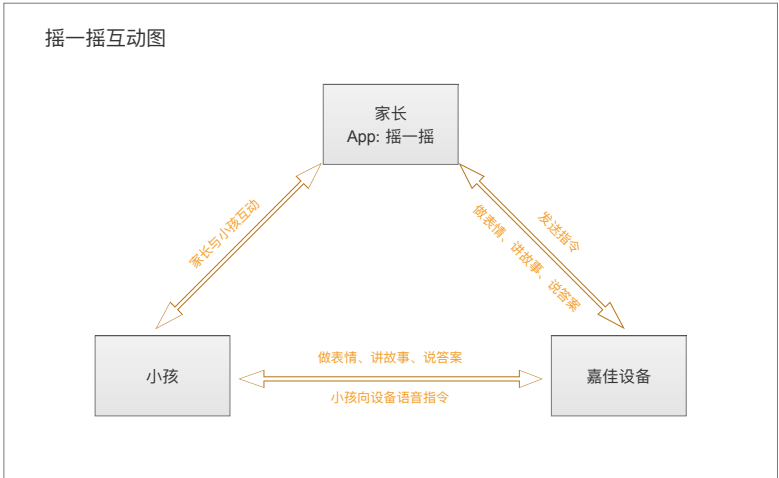 摇一摇互动图
家长
App: 摇一摇
家长与小孩互动
发送指令
做表情、讲故事、说答案
小孩
做表情、讲故事、说答案
小孩向设备语音指令
嘉佳设备